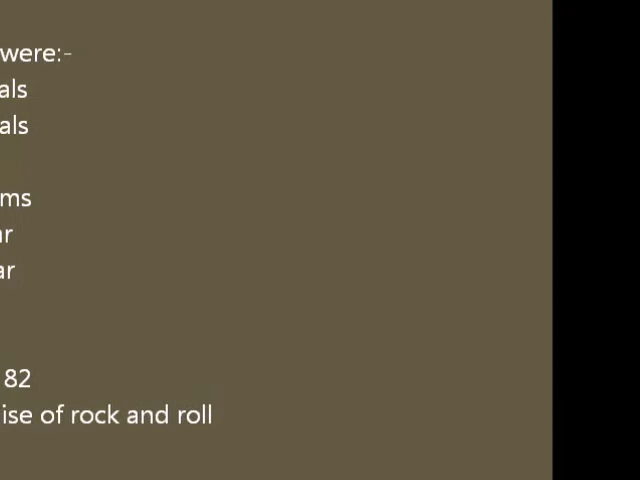 were:-
als
als
ms
ar
ar
82
ise of rock and roll